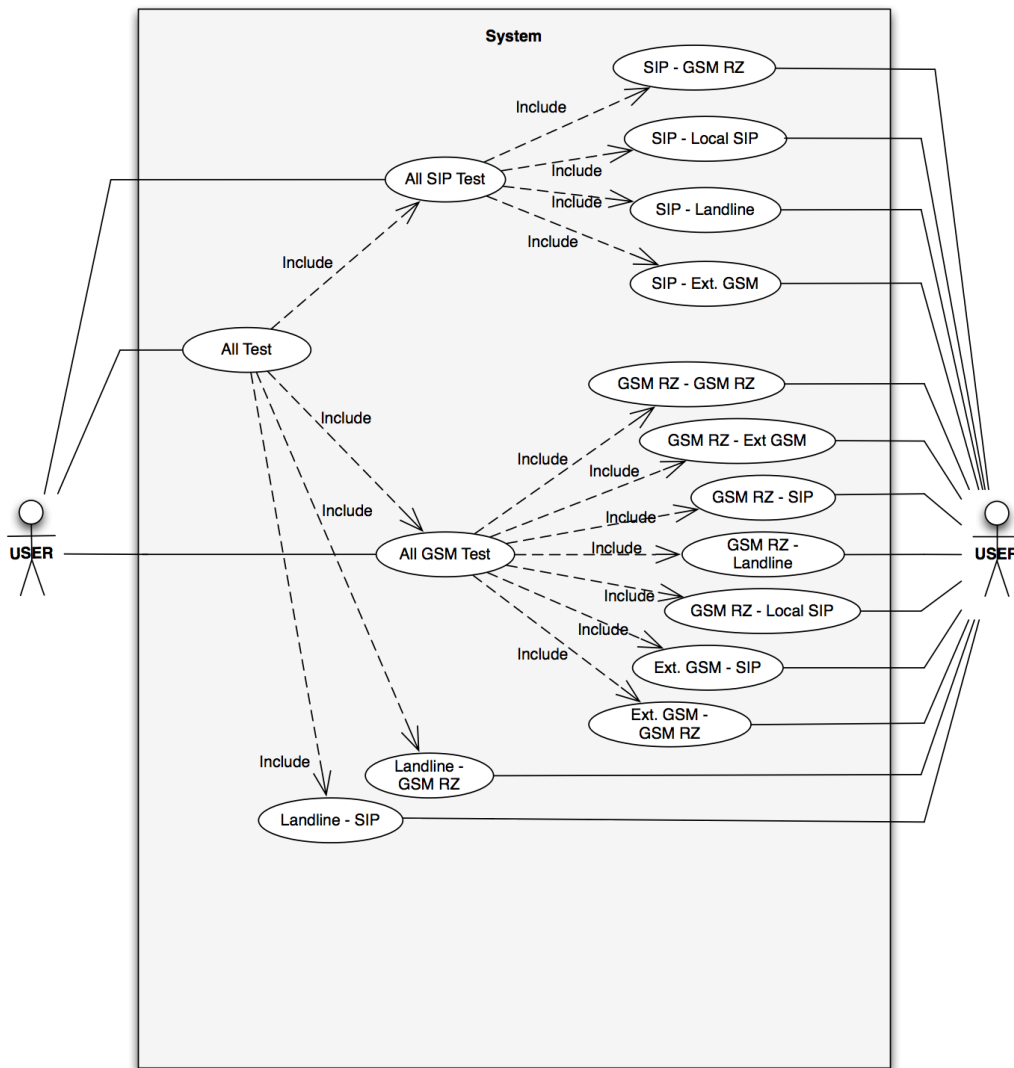 System
SIP - GSM RZ
Include
SIP - Local SIP
Include
All SIP Test
Include
SIP - Landline
Include
Include
SIP - Ext. GSM
All Test
GSM RZ - GSM RZ
Include
Include
GSM RZ - Ext GSM
Include
GSM RZ - SIP
Include
Include
USER
All GSM Test
Include
GSM RZ -
Landline
USER
Include
GSM RZ - Local SIP
Include
Include
Ext. GSM - SIP
Ext. GSM -
GSM RZ
Include
Landline -
GSM RZ
Landline - SIP